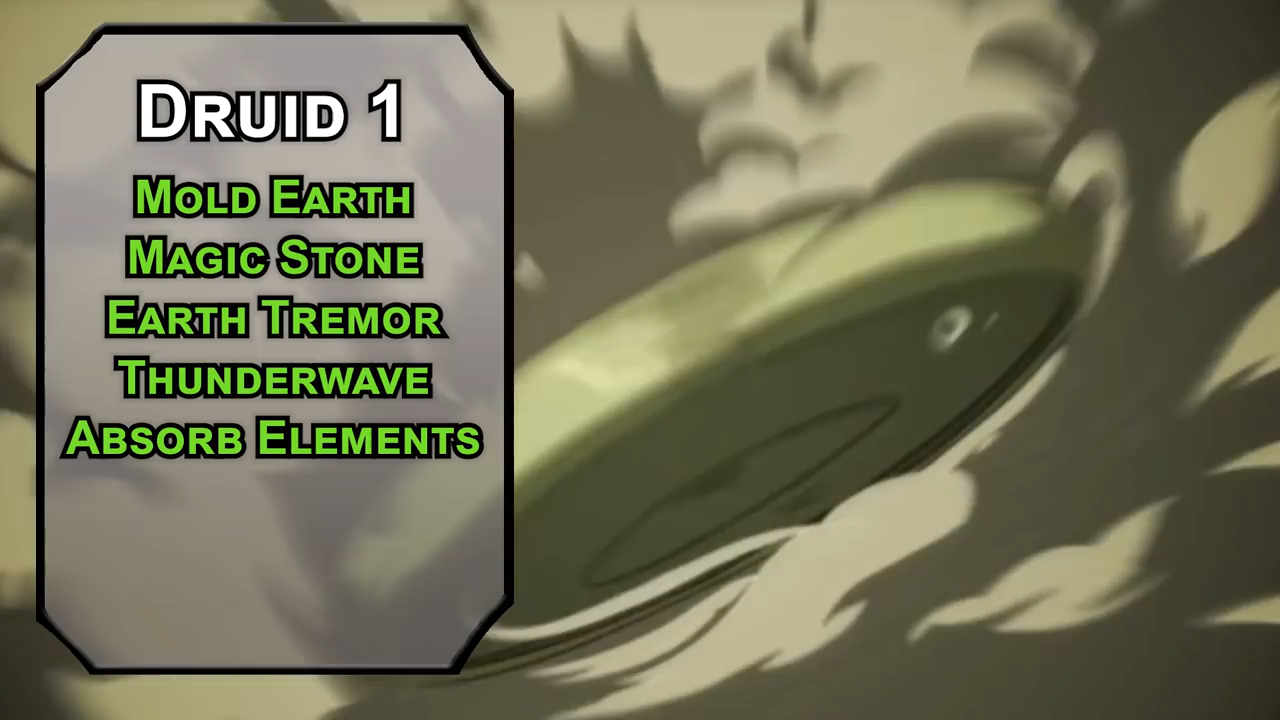 Druid 1
Mold Earth
Magic Stone
Earth Tremor
Thunderwave
Absorb Elements